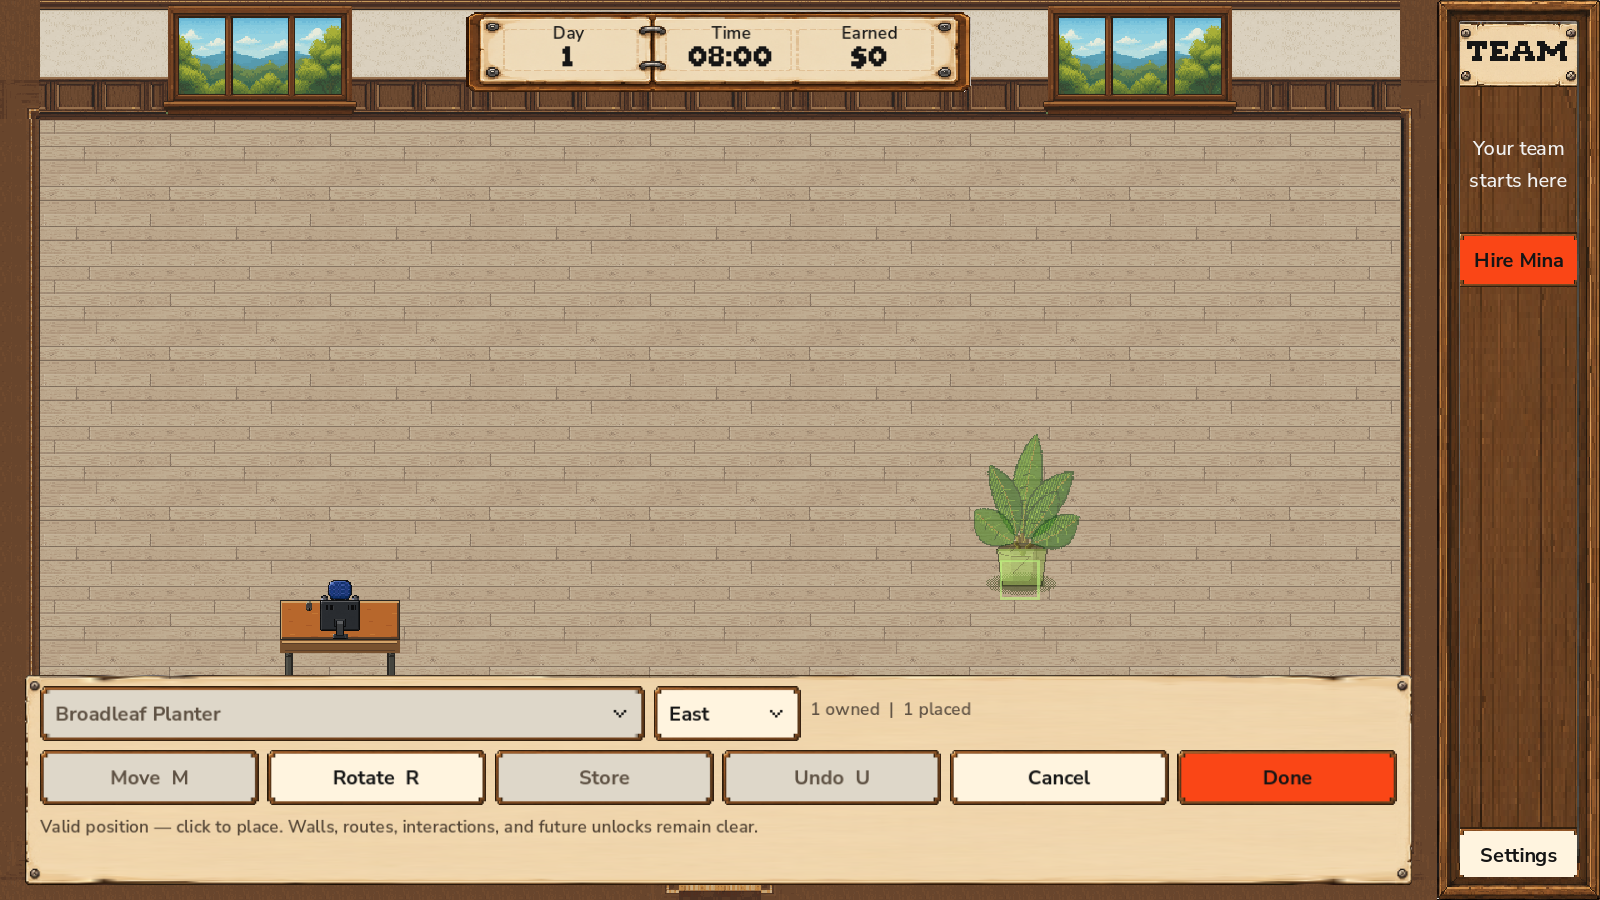 Day
1
Time
08:00
Earned
$0
TEAM
Your team
starts here
Hire Mina
Broadleaf Planter
East
1 owned | 1 placed
Move M
Rotate R
Store
Undo U
Cancel
Done
Valid position — click to place. Walls, routes, interactions, and future unlocks remain clear.
Settings